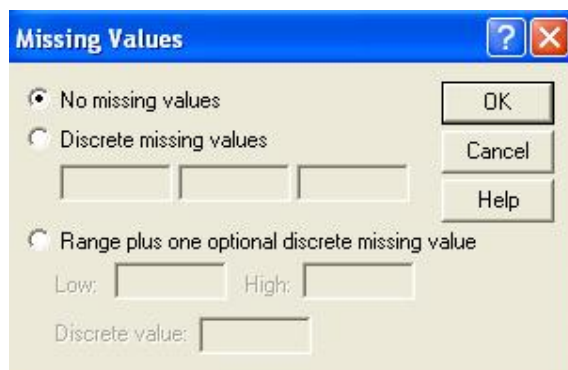 Missing Values
?
No missing values
OK
Discrete missing values
Cancel
Help
Range plus one optional discrete missing value
Low: High:
Discrete value: